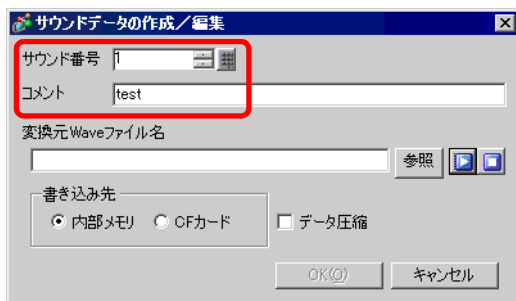 サウンドデータの作成／編集
サウンド番号 1
コメント test
変換元Waveファイル名
参照
書き込み先
内部メモリ CFカード データ圧縮
OK(O) キャンセル